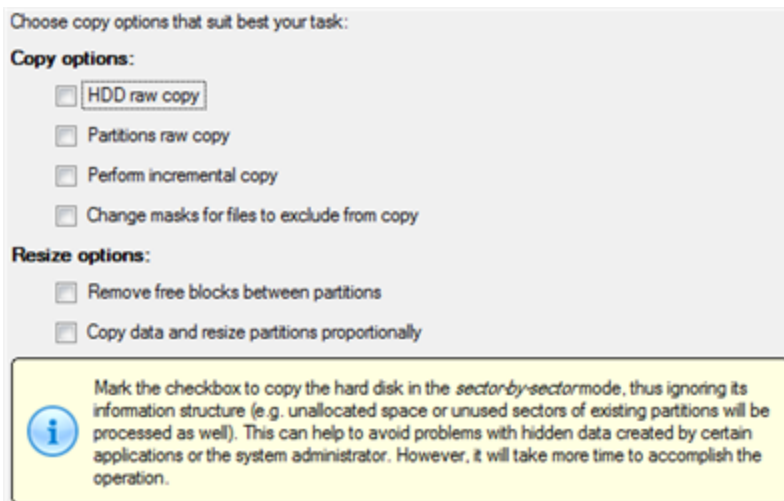 Choose copy options that suit best your task:
Copy options:
HDD raw copy
Partitions raw copy
Perform incremental copy
Change masks for files to exclude from copy
Resize options:
Remove free blocks between partitions
Copy data and resize partitions proportionally
Mark the checkbox to copy the hard disk in the sector-by-sector mode, thus ignoring its
information structure (e.g. unallocated space or unused sectors of existing partitions will be
processed as well). This can help to avoid problems with hidden data created by certain
applications or the system administrator. However, it will take more time to accomplish the
operation.